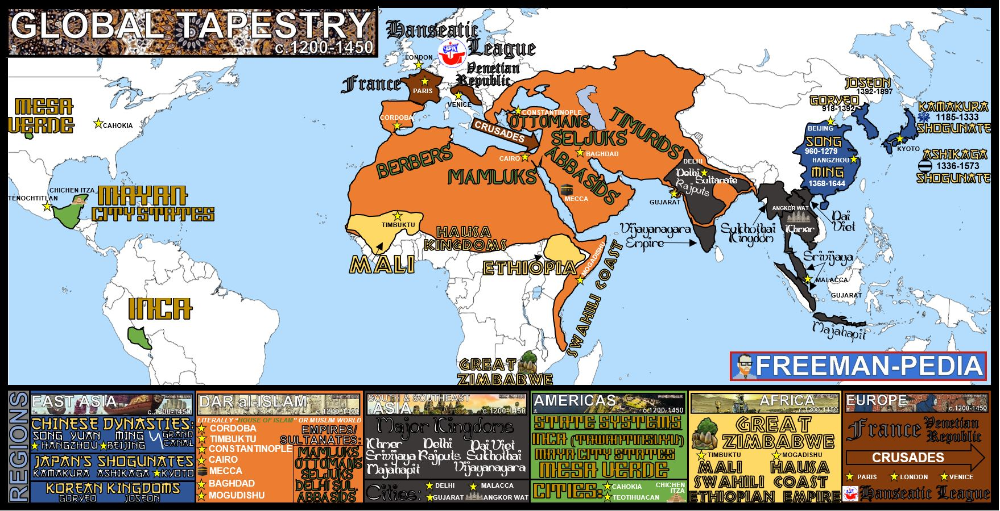 GLOBAL TAPESTRY
c.1200-1450
Hanseatic
League
LONDON
Venetian
Republic
France
PARIS
VENICE
CORDOBA
CONSTANTINOPLE
OTTOMANS
SELJUKS
TIMURIDS
CRUSADES
BAGHDAD
CAIRO
ABBASIDS
BERBERS
MAMLUKS
MECCA
MESA
VERDE
CAHOKIA
CHICHEN ITZA
TENOCHTITLAN
MAYAN
CITY STATES
INCA
TIMBUKTU
HAUSA
KINGDOMS
MALI
ETHIOPIA
MOGADISHU
SWAHILI COAST
GREAT
ZIMBABWE
JOSEON
1392-1897
GORYEO
918-1392
KAMAKURA
1185-1333
SHOGUNATE
BEIJING
SONG
960-1279
HANGZHOU
MING
1368-1644
KYOTO
ASHIKAGA
1336-1573
SHOGUNATE
DELHI
Delhi
Sultanate
Rajputs
GUJARAT
Vijayanayara
Empire
Sukhothai
Kingdom
ANGKOR WAT
Khmer
Dai
Viet
Srivijaya
MALACCA
GUJARAT
Majahapit
FREEMAN-PEDIA
REGIONS
EAST ASIA
c.1200-1450
CHINESE DYNASTIES:
SONG YUAN MING
GRAND
CANAL
HANGZHOU BEIJING
JAPAN'S SHOGUNATES
KAMAKURA ASHIKAGA KYOTO
KOREAN KINGDOMS
GORYEO JOSEON
DAR al-ISLAM
c.1200-1450
LITERALLY "HOUSE OF ISLAM" OR MUSLIM WORLD
CORDOBA
TIMBUKTU
CONSTANTINOPLE
CAIRO
MECCA
BAGHDAD
MOGUDISHU
EMPIRES/
SULTANATES:
MAMLUKS
OTTOMANS
SELJUKS
DELHI SUL.
ABBASIDS
SOUTH & SOUTHEAST
ASIA
c.1200-1450
Major Kingdoms
Khmer Delhi Dai Viet
Srivijaya Rajputs Sukhothai
Majahapit Vijayanayara
Cities:
DELHI MALACCA
GUJARAT ANGKOR WAT
AMERICAS
c.1200-1450
STATE SYSTEMS
INCA (TAWANTINSUYU)
MAYA CITY STATES
MESA VERDE
CITIES:
CAHOKIA
CHICHEN
ITZA
TEOTIHUACAN
AFRICA
c.1200-1450
GREAT
ZIMBABWE
TIMBUKTU MOGADISHU
MALI HAUSA
SWAHILI COAST
ETHIOPIAN EMPIRE
EUROPE
c.1200-1450
France
Venetian
Republic
CRUSADES
PARIS LONDON VENICE
Hanseatic League